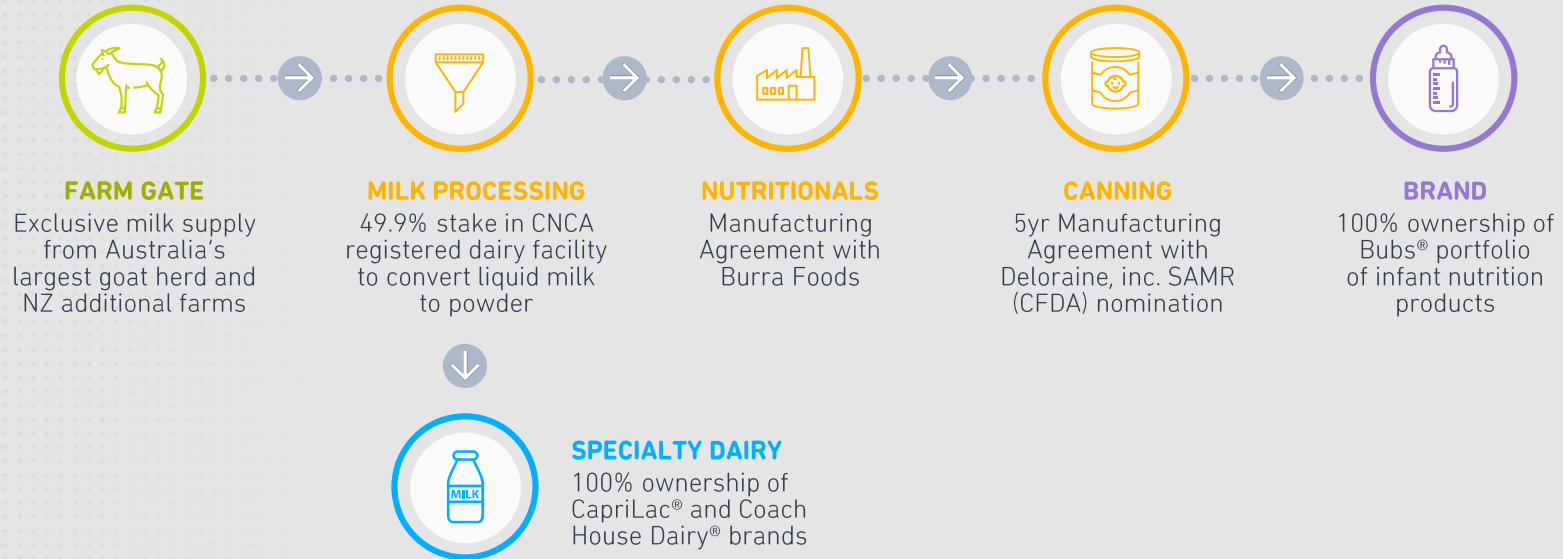 FARM GATE
Exclusive milk supply
from Australia's
largest goat herd and
NZ additional farms
MILK PROCESSING
49.9% stake in CNCA
registered dairy facility
to convert liquid milk
to powder
NUTRITIONALS
Manufacturing
Agreement with
Burra Foods
CANNING
5yr Manufacturing
Agreement with
Deloraine, inc. SAMR
(CFDA) nomination
BRAND
100% ownership of
Bubs® portfolio
of infant nutrition
products
MILK
SPECIALTY DAIRY
100% ownership of
CapriLac® and Coach
House Dairy® brands